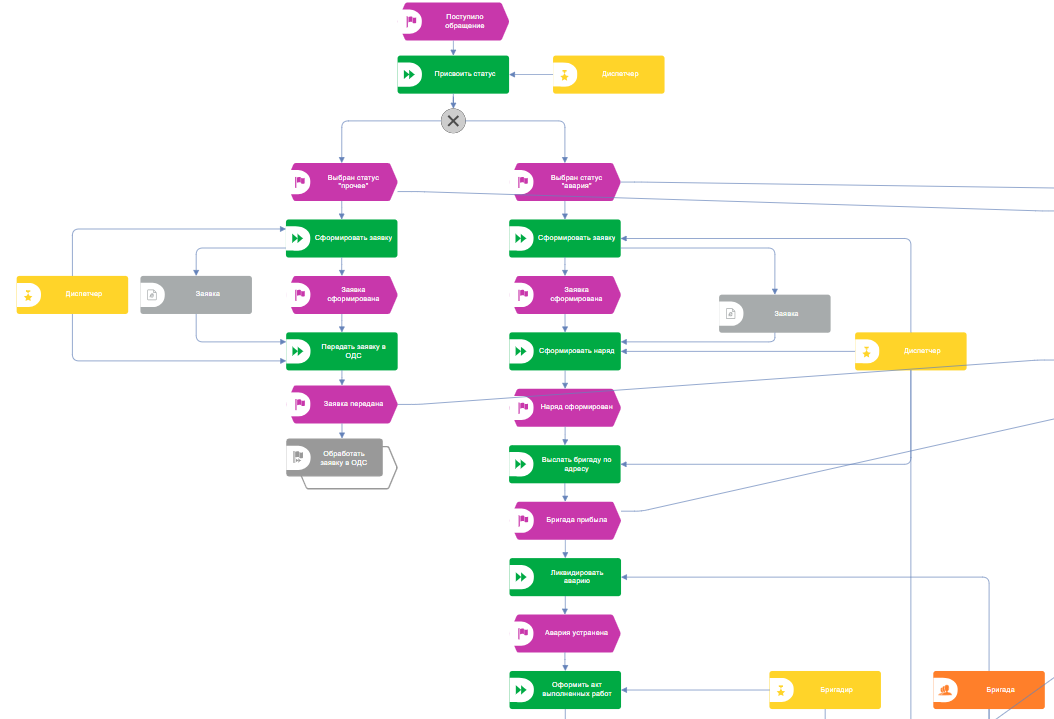 Поступило
обращение
Присвоить статус
Диспетчер
Выбран статус
"прочее"
Выбран статус
"авария"
Сформировать заявку
Сформировать заявку
Диспетчер
Заявка
Заявка
сформирована
Заявка
сформирована
Заявка
Передать заявку в
ОДС
Сформировать наряд
Диспетчер
Заявка передана
Наряд сформирован
Обработать
заявку в ОДС
Выслать бригаду по
адресу
Бригада прибыла
Ликвидировать
аварию
Авария устранена
Оформить акт
выполненных работ
Бригадир
Бригада